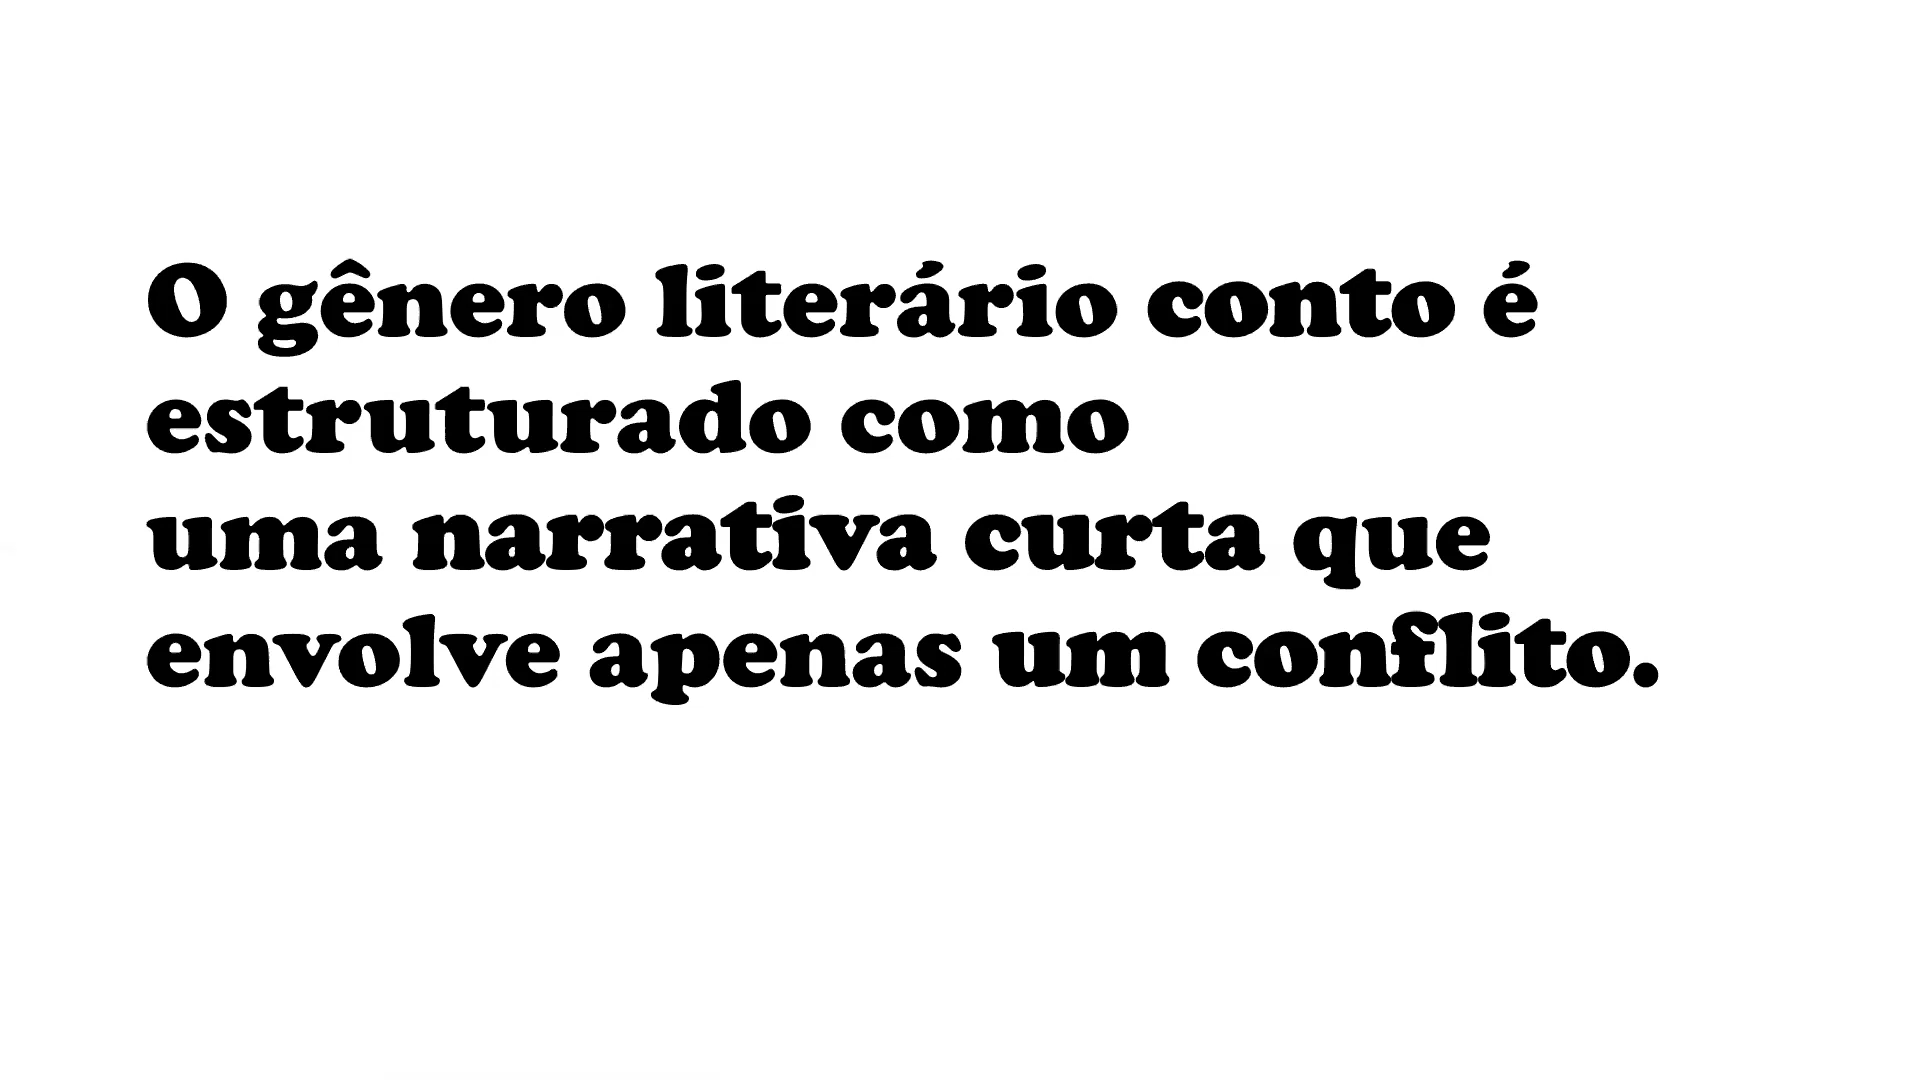 O gênero literário conto é
estruturado como
uma narrativa curta que
envolve apenas um conflito.